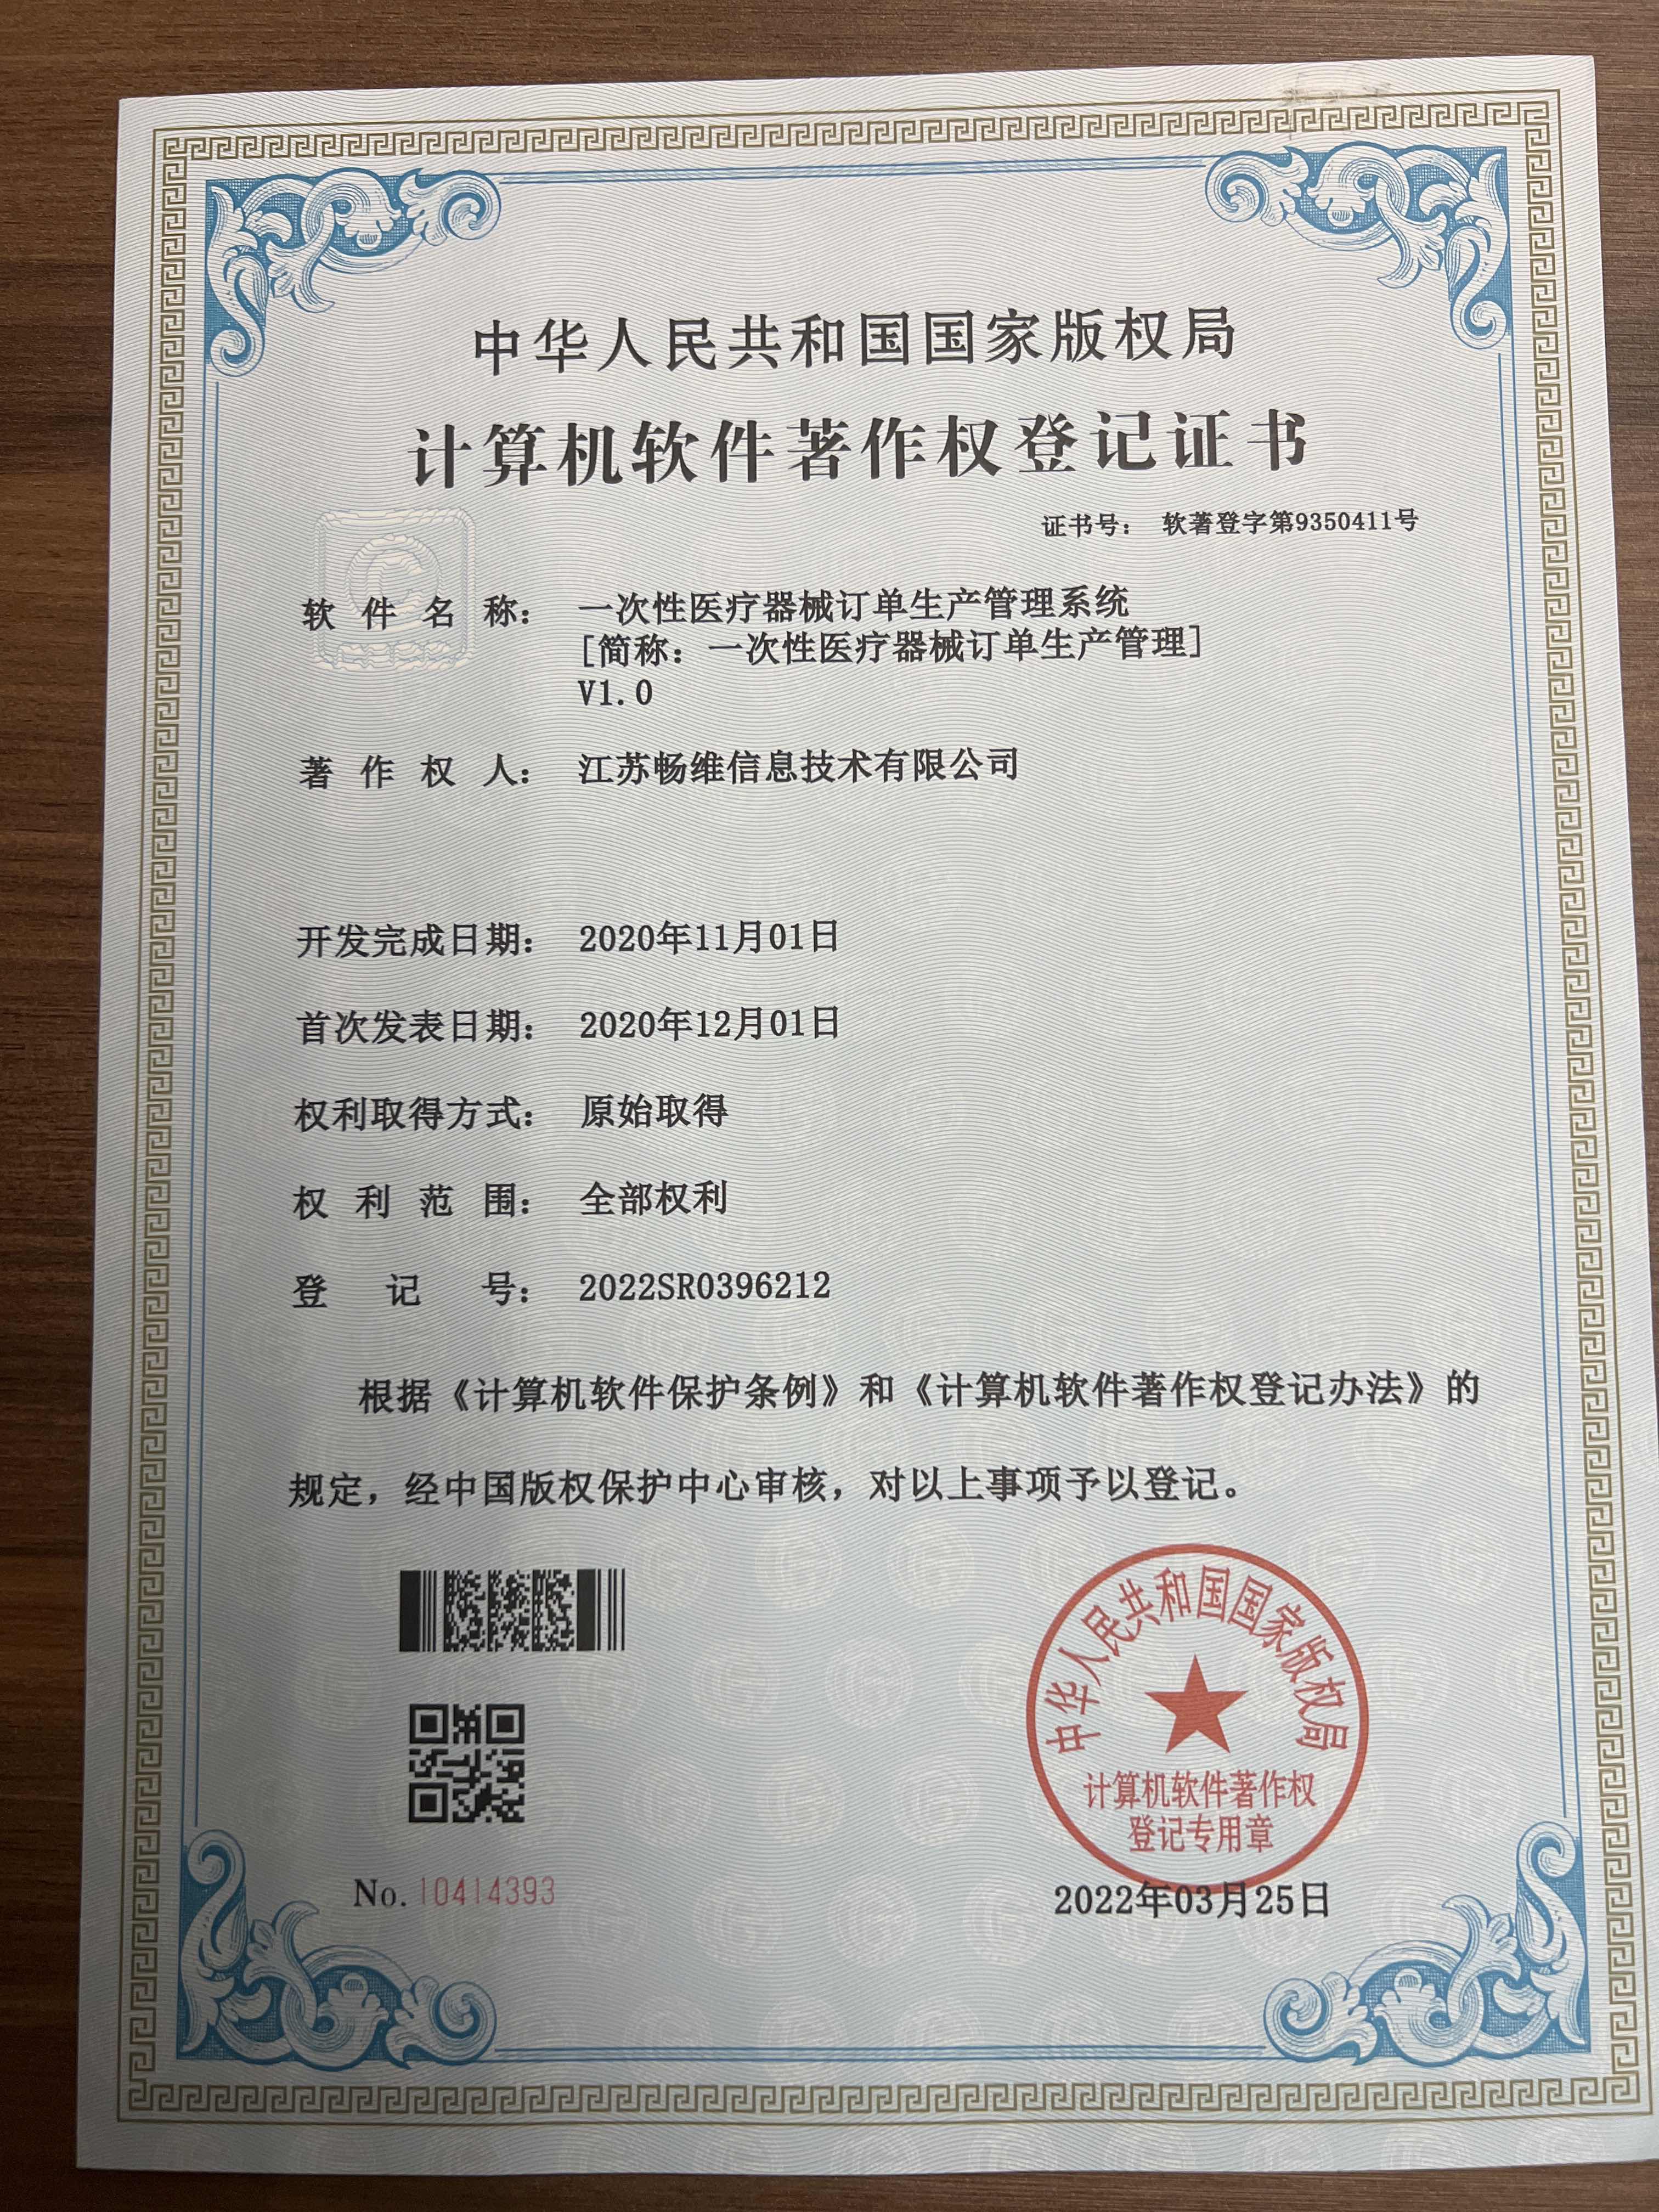 中华人民共和国国家版权局
计算机软件著作权登记证书
证书号： 软著登字第9350411号
软件名称： 一次性医疗器械订单生产管理系统
[简称：一次性医疗器械订单生产管理]
V1.0
著作权人： 江苏畅维信息技术有限公司
开发完成日期： 2020年11月01日
首次发表日期： 2020年12月01日
权利取得方式： 原始取得
权利范围： 全部权利
登记号： 2022SR0396212
根据《计算机软件保护条例》和《计算机软件著作权登记办法》的
规定，经中国版权保护中心审核，对以上事项予以登记。
中华人民共和国国家版权局
计算机软件著作权
登记专用章
No. 10414393
2022年03月25日